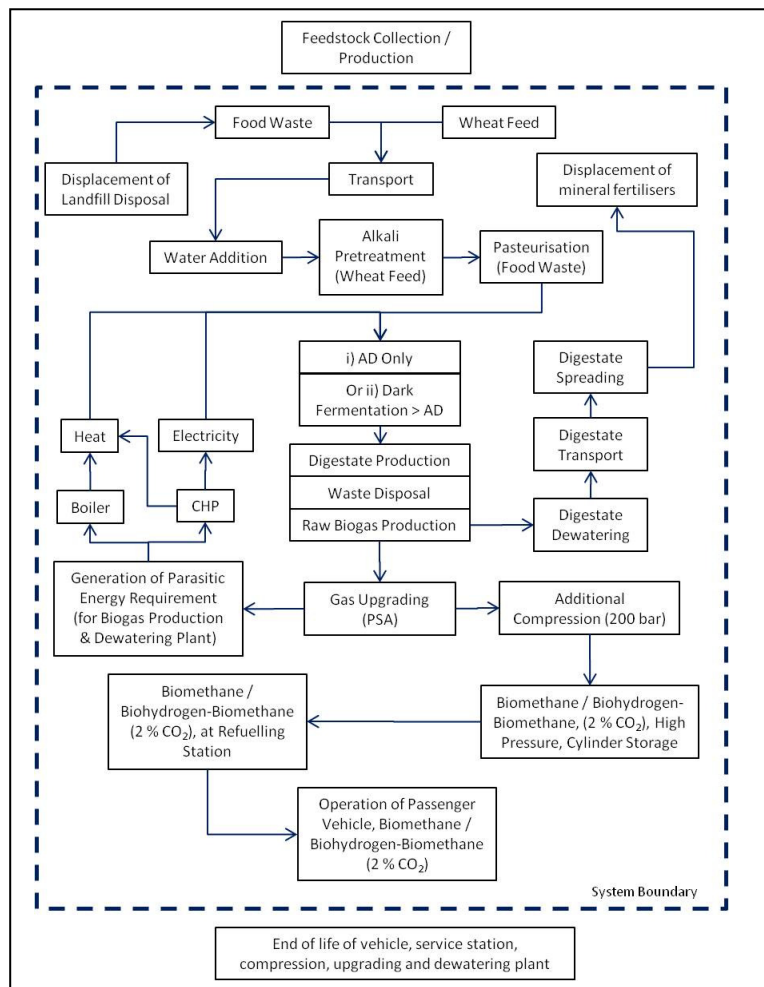 Feedstock Collection /
Production
Food Waste
Wheat Feed
Displacement of
Landfill Disposal
Transport
Displacement of
mineral fertilisers
Water Addition
Alkali
Pretreatment
(Wheat Feed)
Pasteurisation
(Food Waste)
i) AD Only
Or ii) Dark
Fermentation > AD
Digestate
Spreading
Heat
Electricity
Digestate
Transport
Digestate Production
Waste Disposal
Raw Biogas Production
Boiler
CHP
Digestate
Dewatering
Generation of Parasitic
Energy Requirement
(for Biogas Production
& Dewatering Plant)
Gas Upgrading
(PSA)
Additional
Compression (200 bar)
Biomethane /
Biohydrogen-Biomethane
(2 % CO₂), at Refuelling
Station
Biomethane / Biohydrogen-
Biomethane, (2 % CO₂), High
Pressure, Cylinder Storage
Operation of Passenger
Vehicle, Biomethane /
Biohydrogen-Biomethane
(2 % CO₂)
System Boundary
End of life of vehicle, service station,
compression, upgrading and dewatering plant